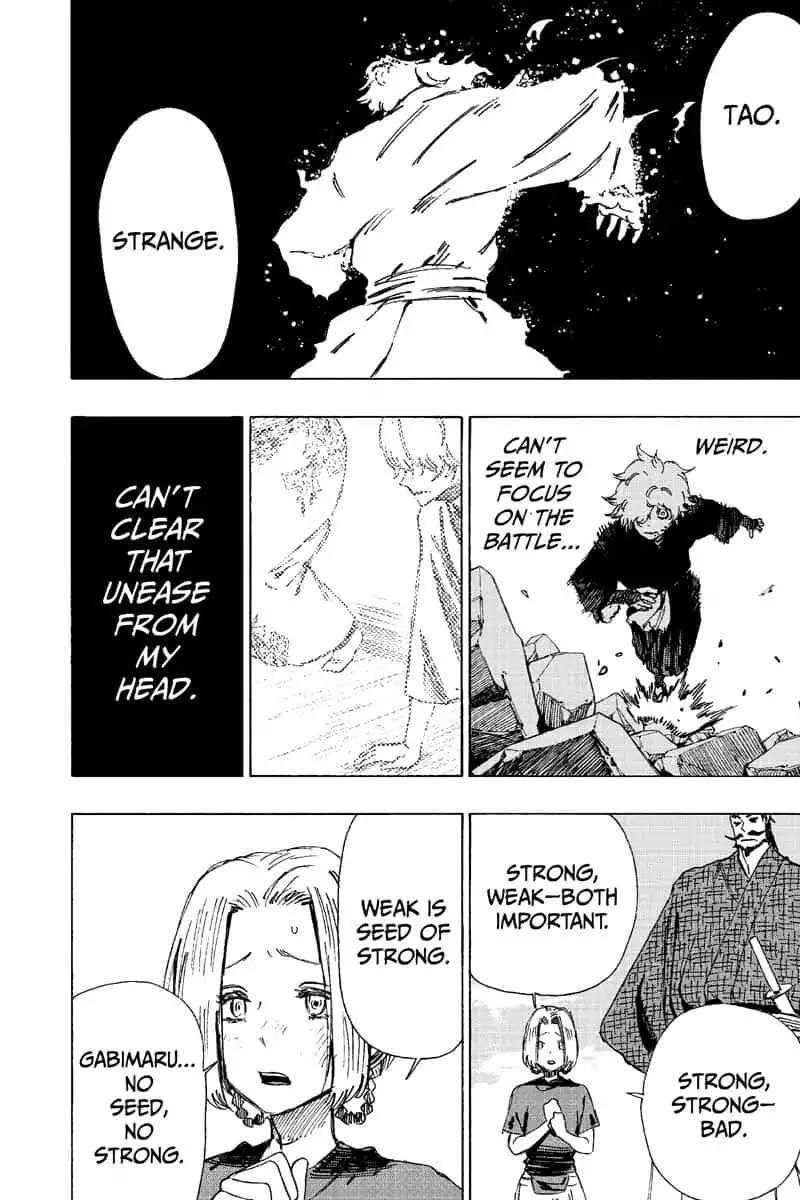 TAO.
STRANGE.
WEIRD.
CAN'T
SEEM TO
FOCUS
ON THE
BATTLE...
CAN'T
CLEAR
THAT
UNEASE
FROM
MY
HEAD.
STRONG,
WEAK—BOTH
IMPORTANT.
STRONG,
STRONG—
BAD.
WEAK IS
SEED OF
STRONG.
GABIMARU...
NO
SEED,
NO
STRONG.